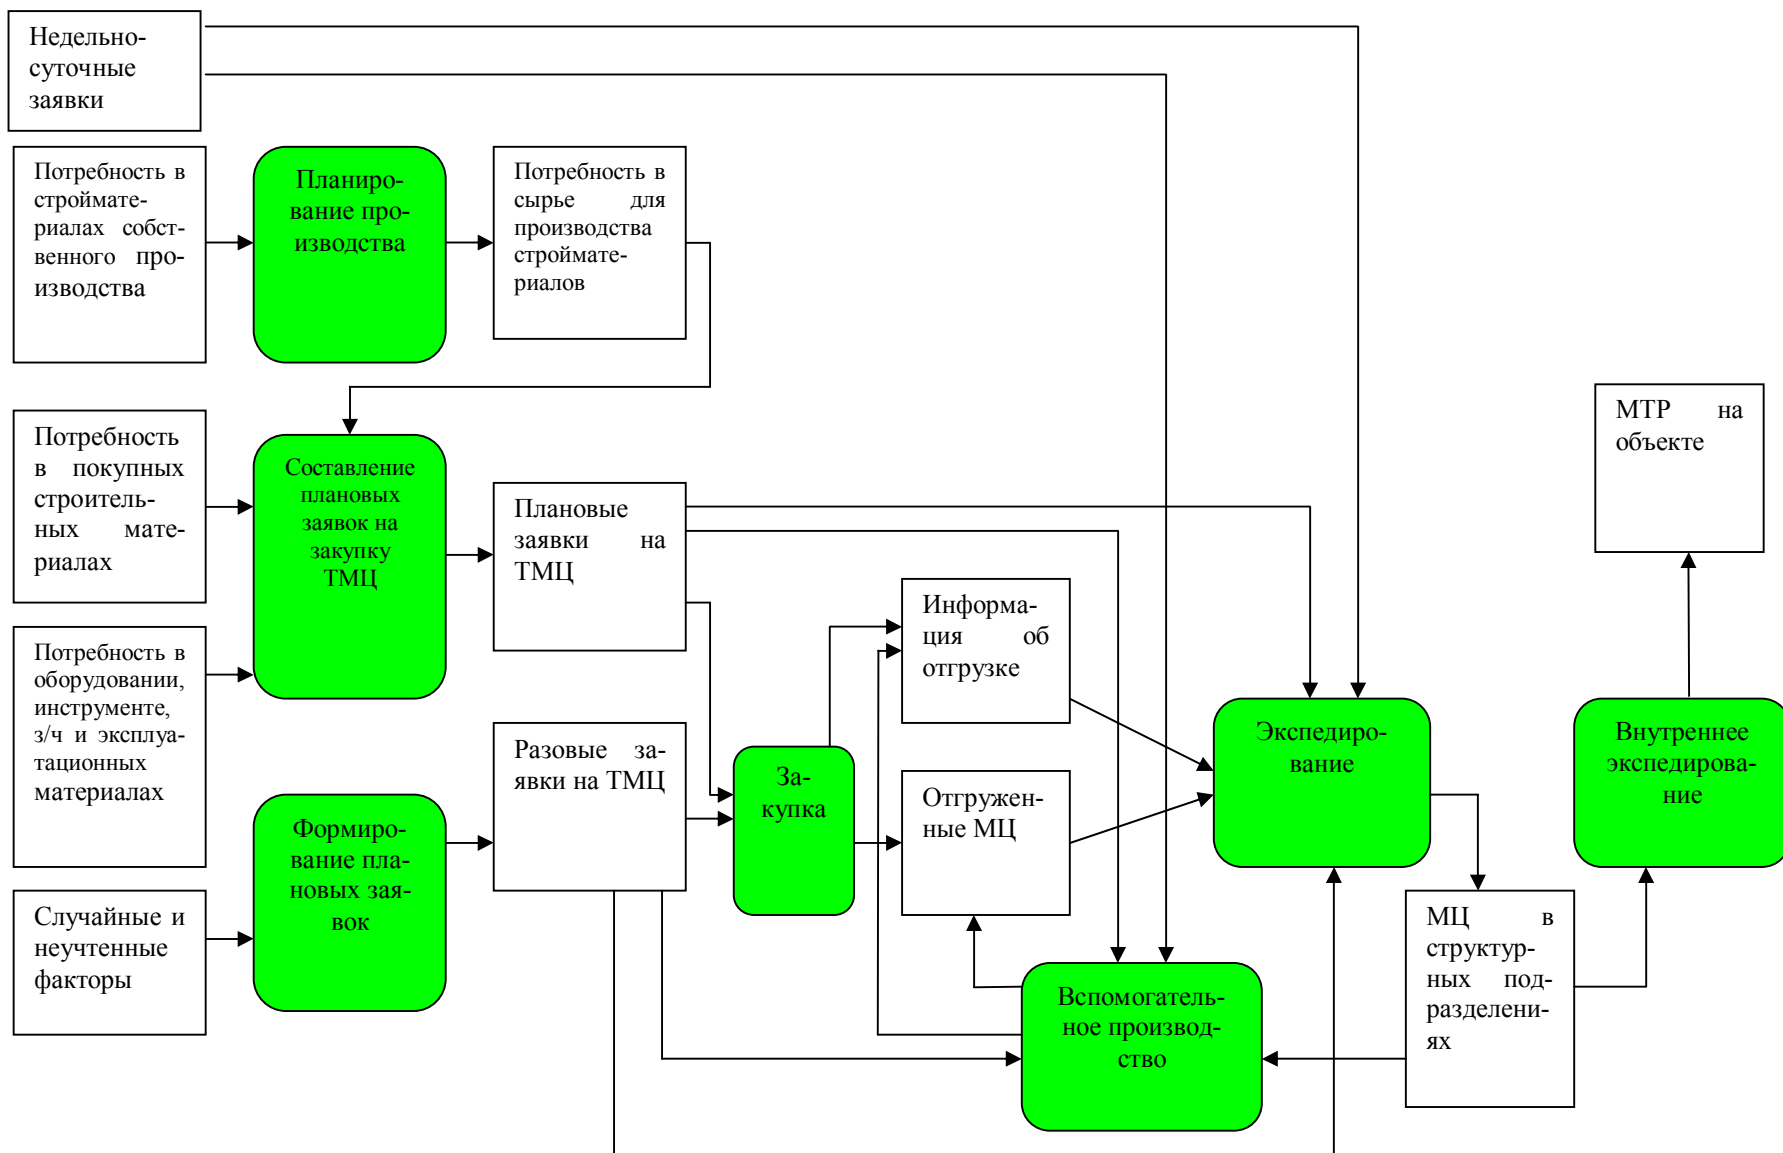 Недельно-
суточные
заявки
Потребность в
строймате-
риалах собст-
венного про-
изводства
Планиро-
вание про-
изводства
Потребность в
сырье для
производства
строймате-
риалов
Потребность
в покупных
строитель-
ных мате-
риалах
Составление
плановых
заявок на
закупку
ТМЦ
Плановые
заявки на
ТМЦ
МТР на
объекте
Потребность в
оборудовании,
инструменте,
з/ч и эксплуа-
тационных
материалах
Информа-
ция об
отгрузке
Разовые за-
явки на ТМЦ
За-
купка
Отгружен-
ные МЦ
Экспедиро-
вание
Внутреннее
экспедирова-
ние
Формиро-
вание пла-
новых зая-
вок
Случайные и
неучтенные
факторы
Вспомогатель-
ное производ-
ство
МЦ в
структур-
ных под-
разделени-
ях